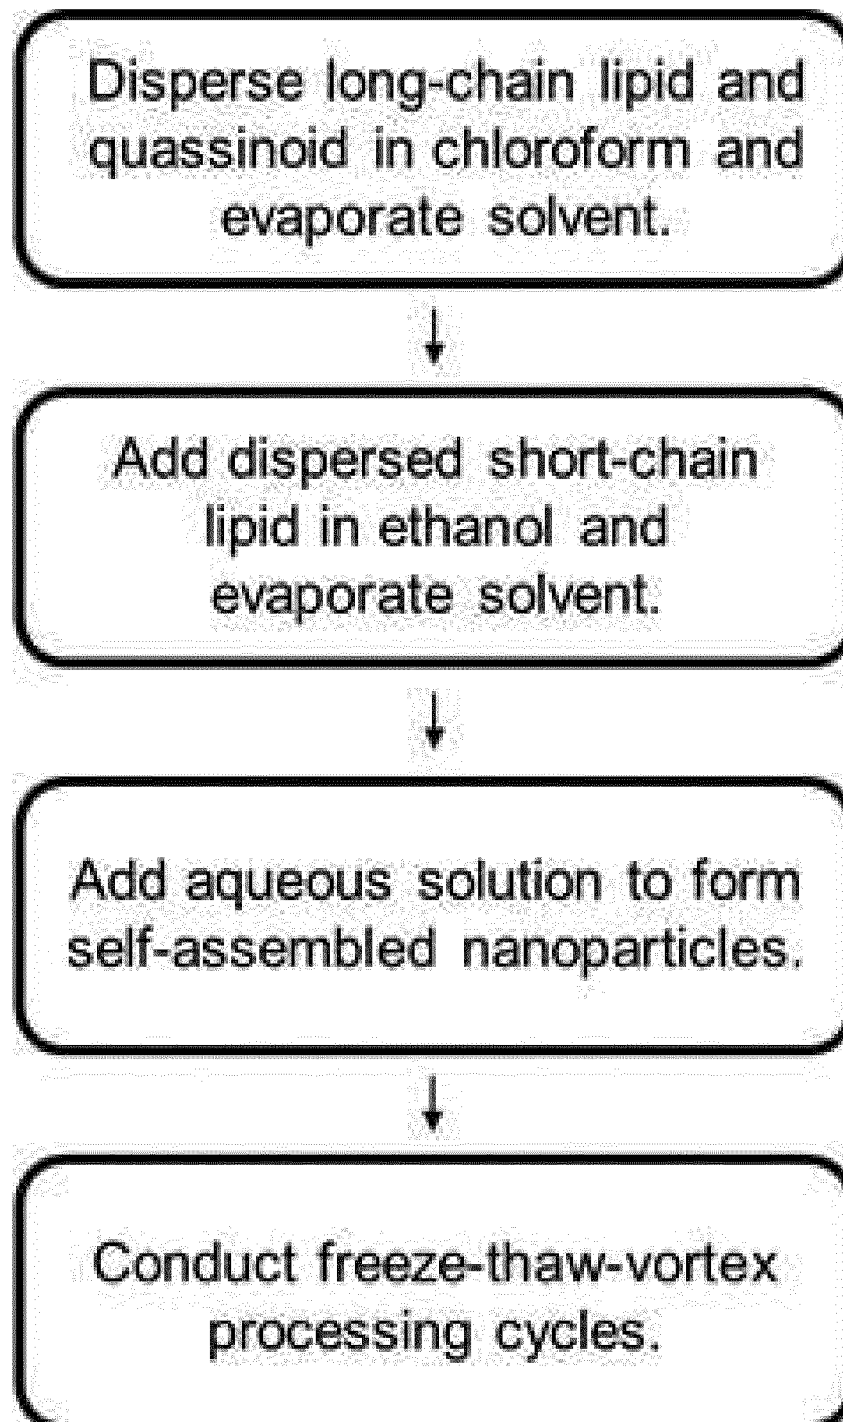 Disperse long-chain lipid and
quassinoid in chloroform and
evaporate solvent.
Add dispersed short-chain
lipid in ethanol and
evaporate solvent.
Add aqueous solution to form
self-assembled nanoparticles.
Conduct freeze-thaw-vortex
processing cycles.